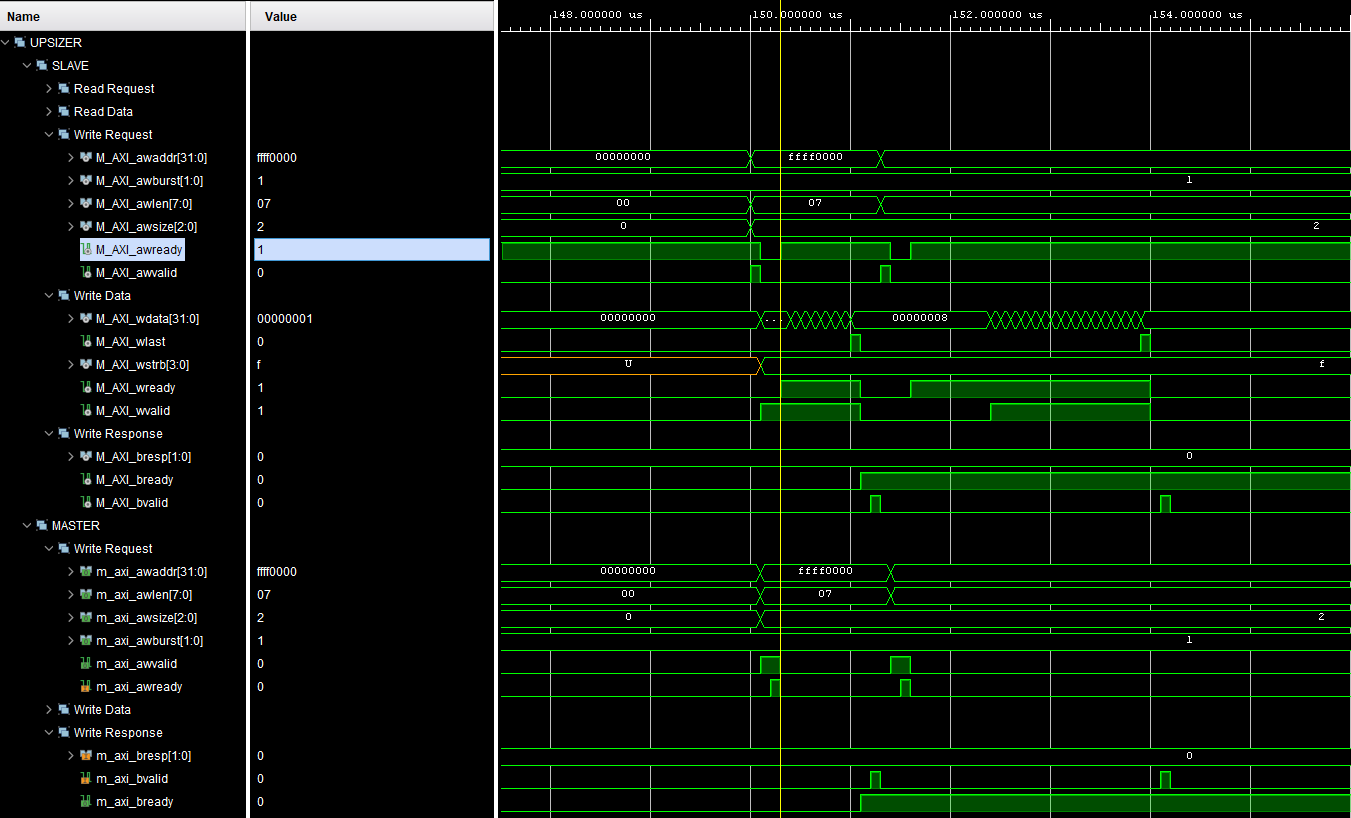 Name Value 148.000000 us 150.000000 us 152.000000 us 154.000000 us
UPSIZER
SLAVE
Read Request
Read Data
Write Request
M_AXI_awaddr[31:0] ffff0000 00000000 ffff0000
M_AXI_awburst[1:0] 1 1
M_AXI_awlen[7:0] 07 00 07
M_AXI_awsize[2:0] 2 0 2
M_AXI_awready 1
M_AXI_awvalid 0
Write Data
M_AXI_wdata[31:0] 00000001 00000000 ... 00000008
M_AXI_wlast 0
M_AXI_wstrb[3:0] f U f
M_AXI_wready 1
M_AXI_wvalid 1
Write Response
M_AXI_bresp[1:0] 0 0
M_AXI_bready 0
M_AXI_bvalid 0
MASTER
Write Request
m_axi_awaddr[31:0] ffff0000 00000000 ffff0000
m_axi_awlen[7:0] 07 00 07
m_axi_awsize[2:0] 2 0 2
m_axi_awburst[1:0] 1 1
m_axi_awvalid 0
m_axi_awready 0
Write Data
Write Response
m_axi_bresp[1:0] 0 0
m_axi_bvalid 0
m_axi_bready 0